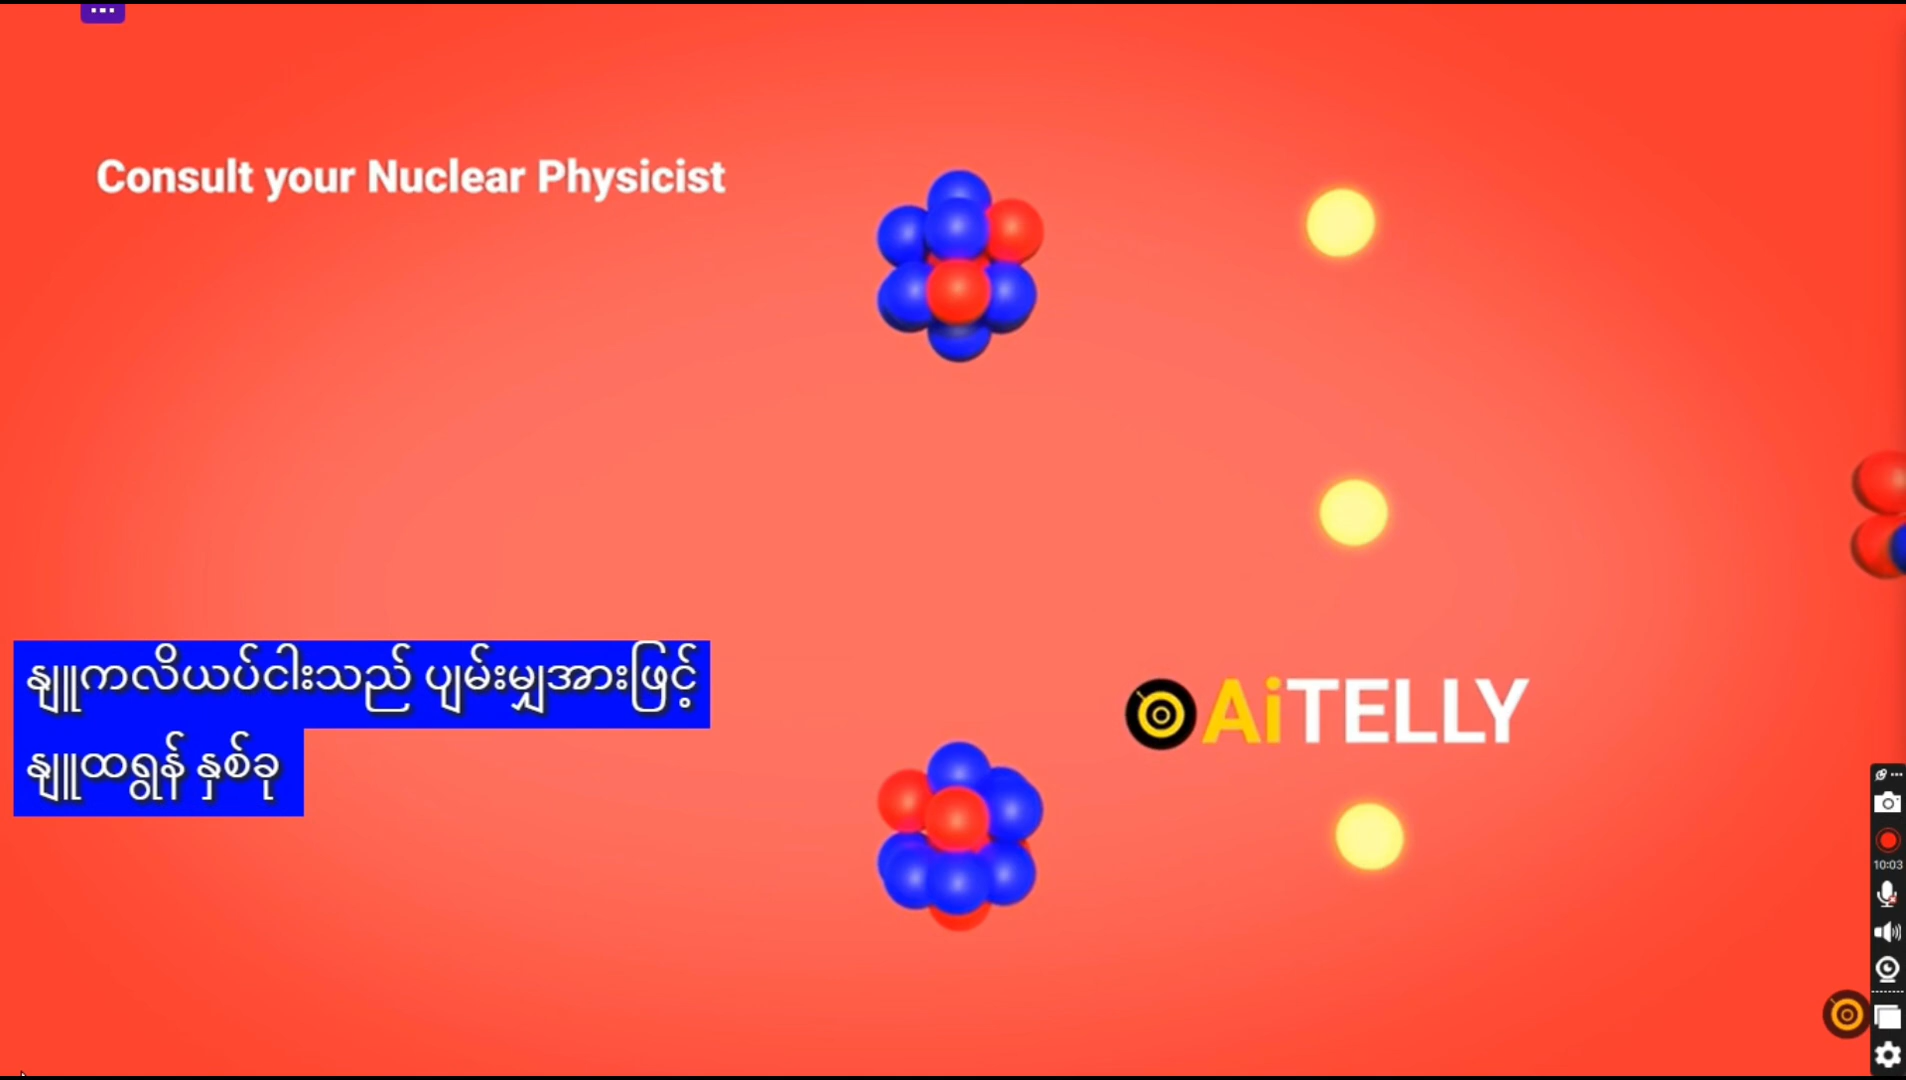 Consult your Nuclear Physicist
နျူကလိယပ်ငါးသည် ပျမ်းမျှအားဖြင့်
နျူထရွန် နှစ်ခု
AiTELLY
10:03